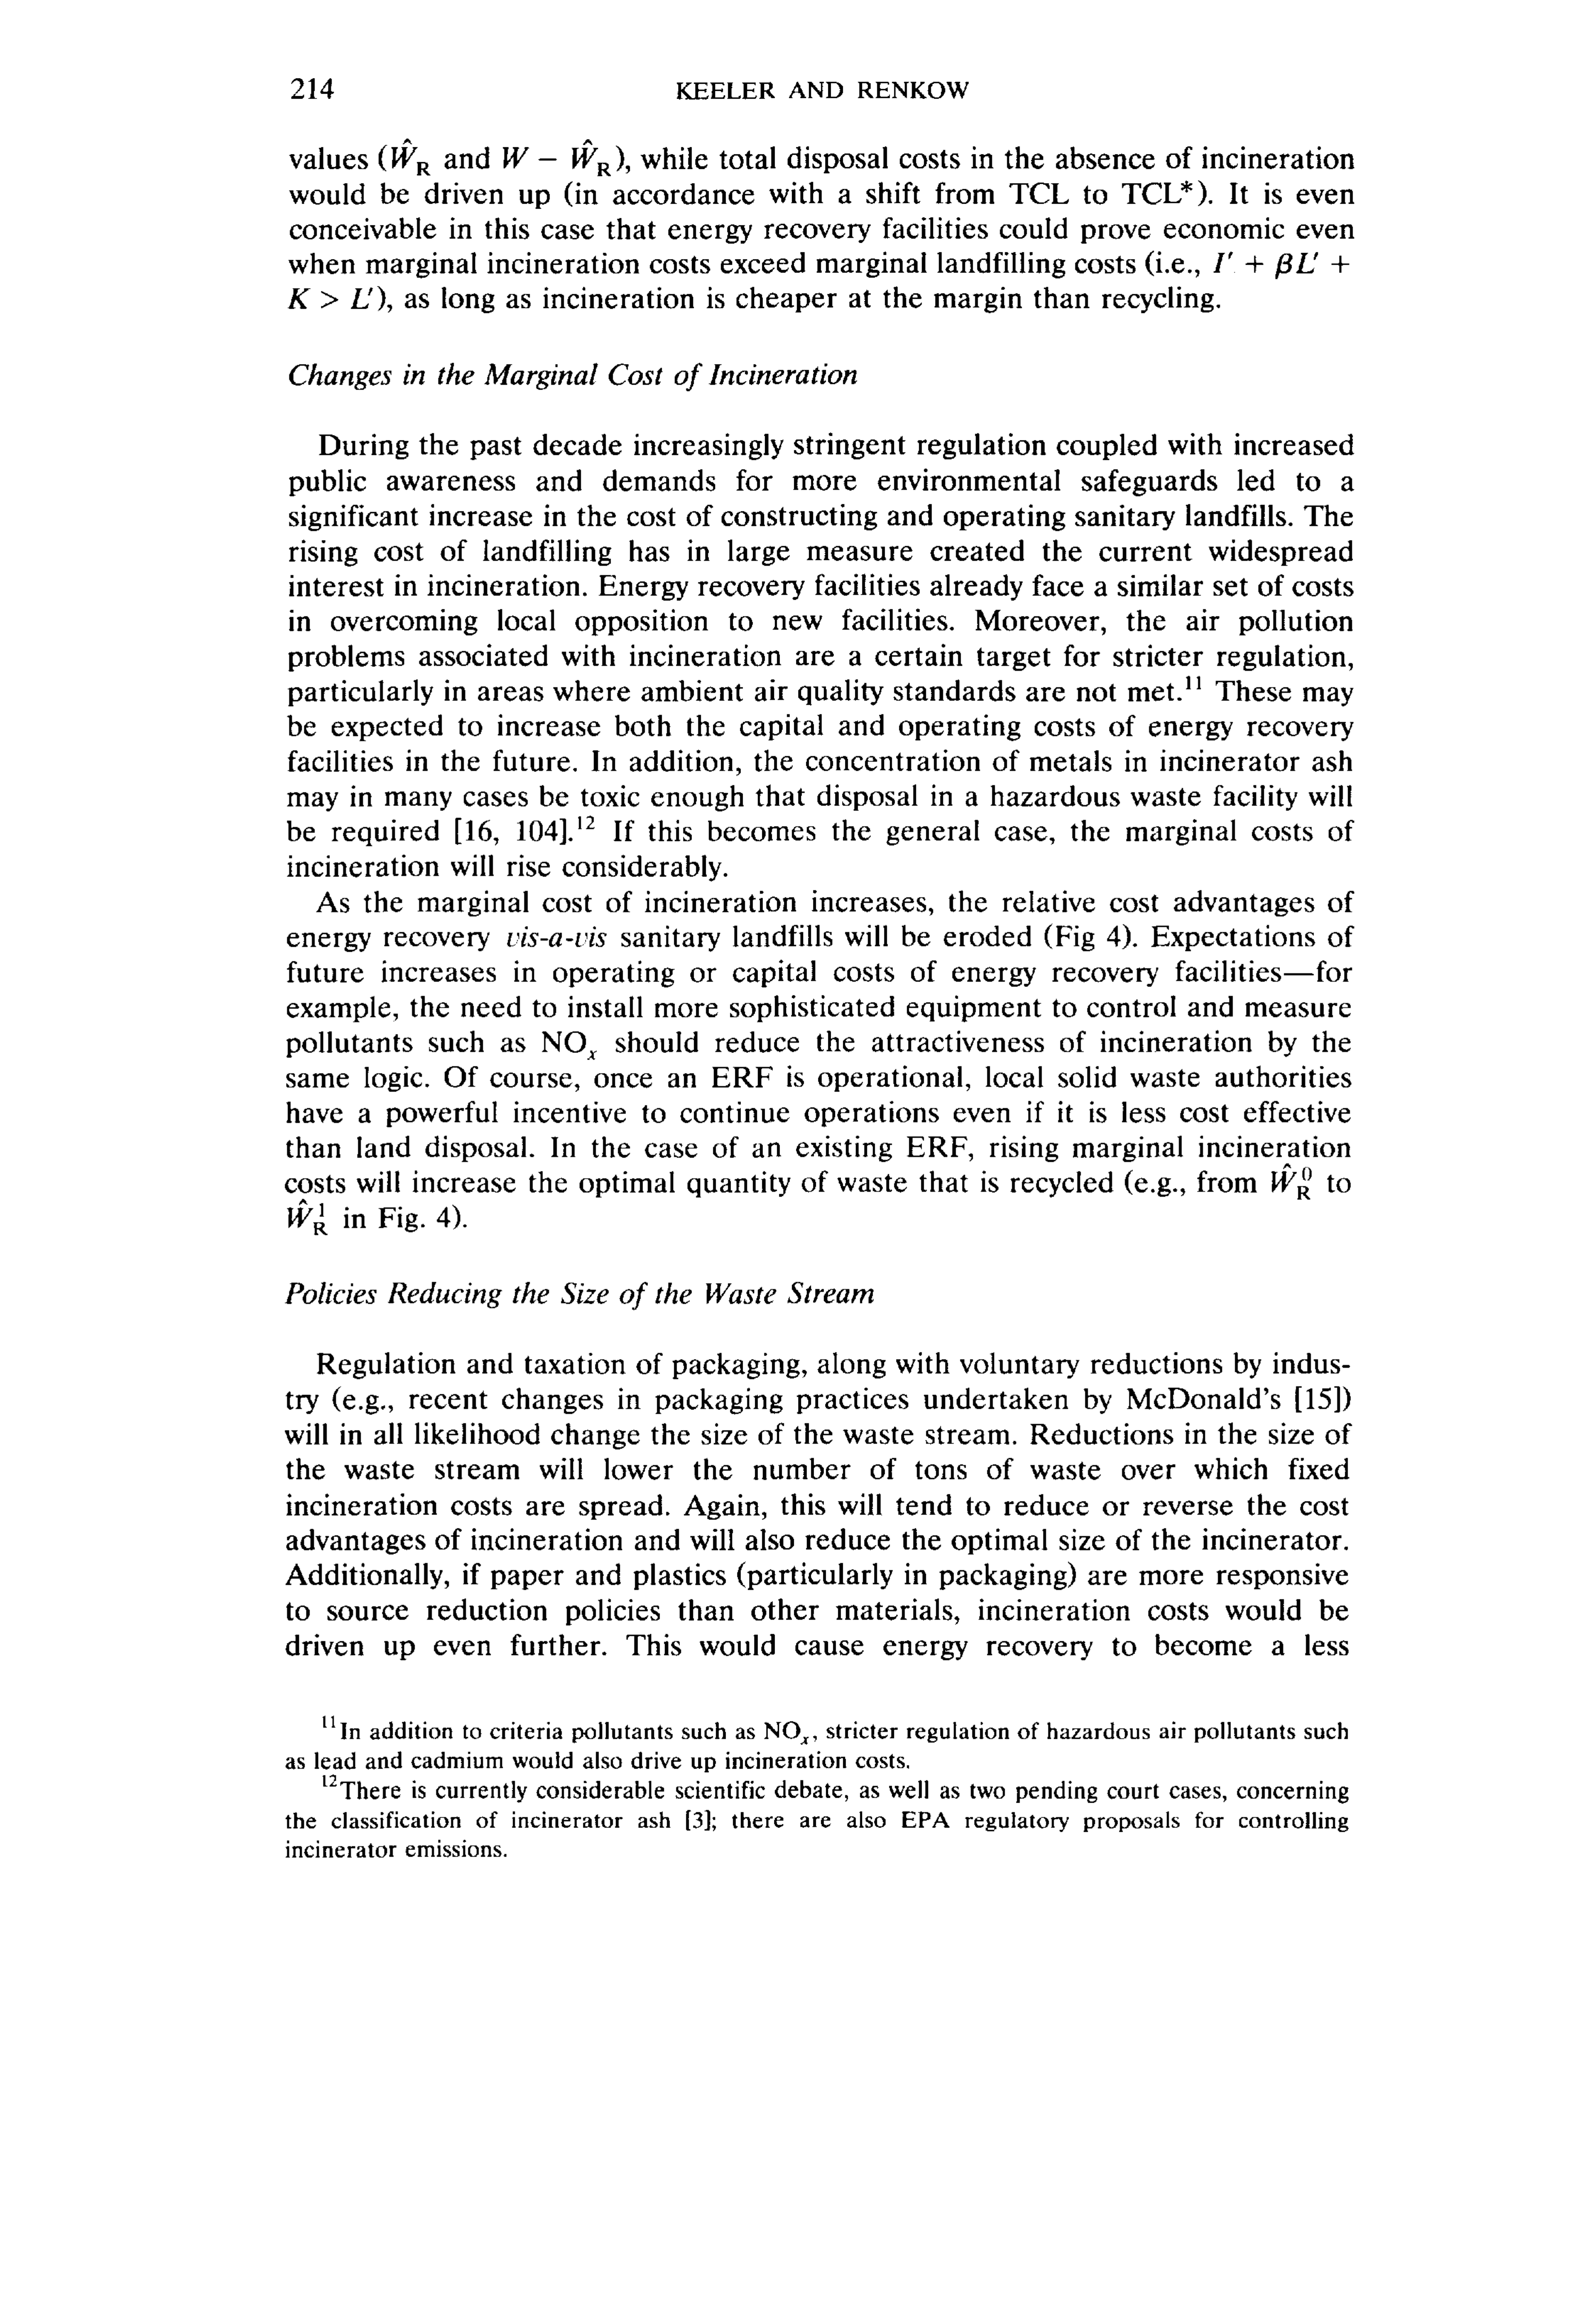 214
KEELER AND RENKOW
values (Ŵ_R and W − Ŵ_R), while total disposal costs in the absence of incineration
would be driven up (in accordance with a shift from TCL to TCL*). It is even
conceivable in this case that energy recovery facilities could prove economic even
when marginal incineration costs exceed marginal landfilling costs (i.e., I′ + βL′ +
K > L′), as long as incineration is cheaper at the margin than recycling.
Changes in the Marginal Cost of Incineration
During the past decade increasingly stringent regulation coupled with increased
public awareness and demands for more environmental safeguards led to a
significant increase in the cost of constructing and operating sanitary landfills. The
rising cost of landfilling has in large measure created the current widespread
interest in incineration. Energy recovery facilities already face a similar set of costs
in overcoming local opposition to new facilities. Moreover, the air pollution
problems associated with incineration are a certain target for stricter regulation,
particularly in areas where ambient air quality standards are not met.¹¹ These may
be expected to increase both the capital and operating costs of energy recovery
facilities in the future. In addition, the concentration of metals in incinerator ash
may in many cases be toxic enough that disposal in a hazardous waste facility will
be required [16, 104].¹² If this becomes the general case, the marginal costs of
incineration will rise considerably.
As the marginal cost of incineration increases, the relative cost advantages of
energy recovery vis-a-vis sanitary landfills will be eroded (Fig 4). Expectations of
future increases in operating or capital costs of energy recovery facilities—for
example, the need to install more sophisticated equipment to control and measure
pollutants such as NOₓ should reduce the attractiveness of incineration by the
same logic. Of course, once an ERF is operational, local solid waste authorities
have a powerful incentive to continue operations even if it is less cost effective
than land disposal. In the case of an existing ERF, rising marginal incineration
costs will increase the optimal quantity of waste that is recycled (e.g., from Ŵ_R⁰ to
Ŵ_R¹ in Fig. 4).
Policies Reducing the Size of the Waste Stream
Regulation and taxation of packaging, along with voluntary reductions by indus-
try (e.g., recent changes in packaging practices undertaken by McDonald's [15])
will in all likelihood change the size of the waste stream. Reductions in the size of
the waste stream will lower the number of tons of waste over which fixed
incineration costs are spread. Again, this will tend to reduce or reverse the cost
advantages of incineration and will also reduce the optimal size of the incinerator.
Additionally, if paper and plastics (particularly in packaging) are more responsive
to source reduction policies than other materials, incineration costs would be
driven up even further. This would cause energy recovery to become a less
¹¹In addition to criteria pollutants such as NOₓ, stricter regulation of hazardous air pollutants such
as lead and cadmium would also drive up incineration costs.
¹²There is currently considerable scientific debate, as well as two pending court cases, concerning
the classification of incinerator ash [3]; there are also EPA regulatory proposals for controlling
incinerator emissions.